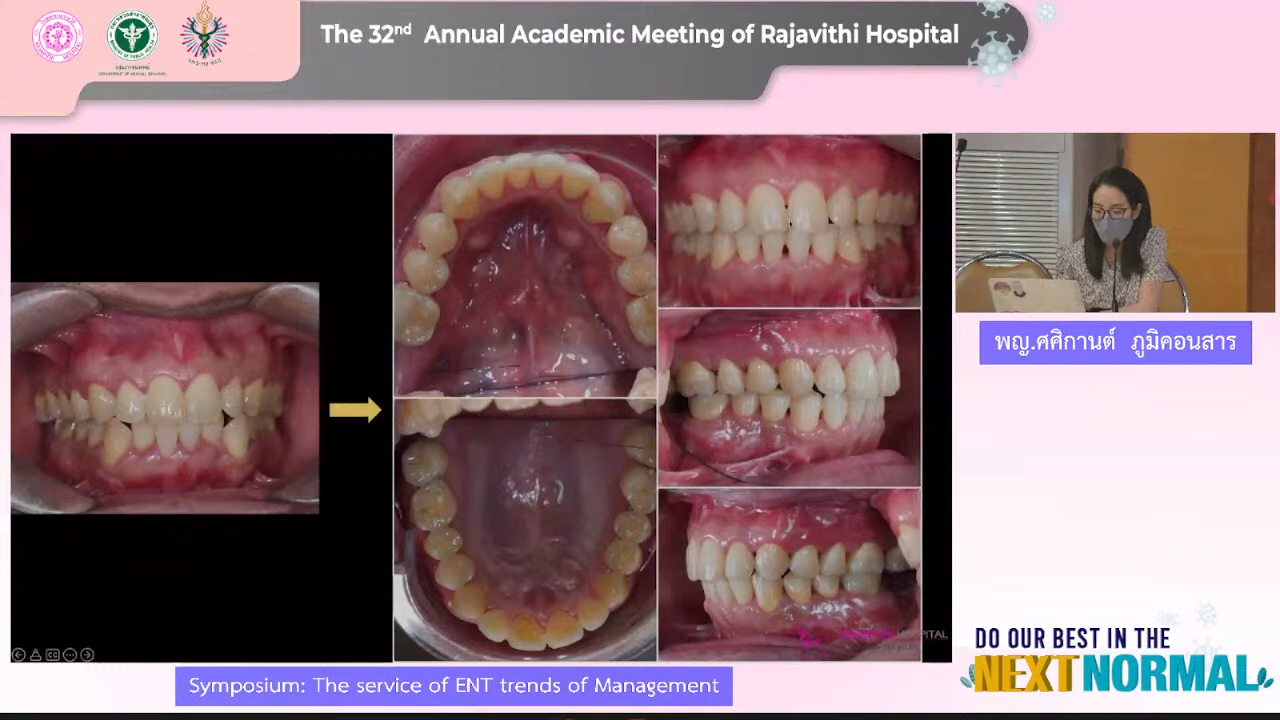 The 32nd Annual Academic Meeting of Rajavithi Hospital
พญ.ศศิกานต์ ภูมิคอนสาร
DO OUR BEST IN THE
NEXT NORMAL
Symposium: The service of ENT trends of Management